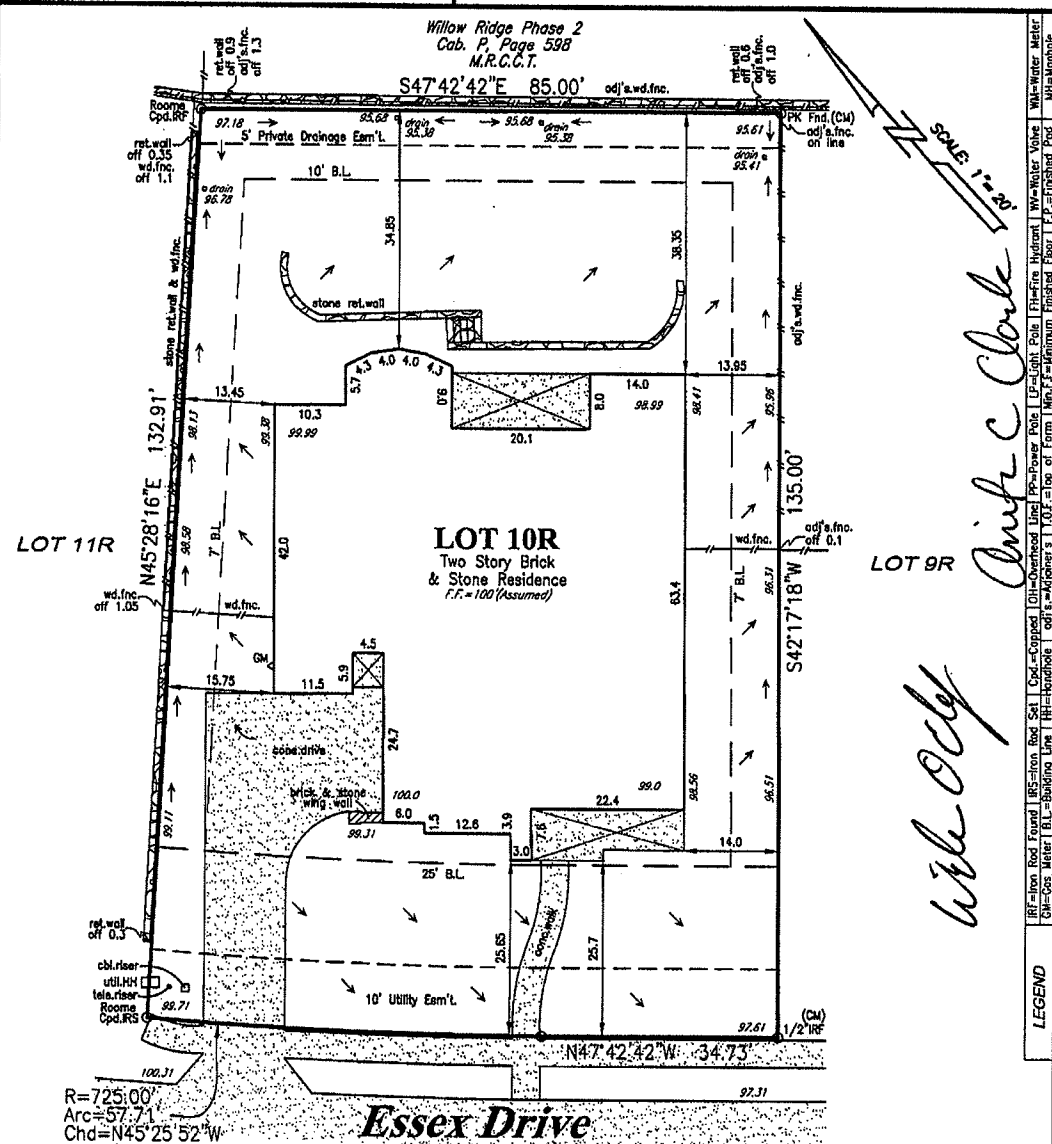 Willow Ridge Phase 2
Cab. P, Page 598
M.R.C.C.T.
ret.wall
off 0.9
adj's.fnc.
off 1.3
ret.wall
off 0.6
adj's.fnc.
off 1.0
S47°42'42"E 85.00'
adj's.wd.fnc.
Roome
Cpd.IRF
PK Fnd.(CM)
adj's.fnc.
on line
97.18
95.68
drain
95.38
95.68
drain
95.38
95.61
5' Private Drainage Esm't.
drain
95.41
ret.wall
off 0.35
wd.fnc.
off 1.1
10' B.L.
drain
96.78
SCALE: 1"= 20'
34.85
38.35
stone ret.wall & wd.fnc.
stone ret.wall
adj's.wd.fnc.
13.45
10.3
5.7
4.3
4.0
4.0
4.3
9.0
20.1
8.0
14.0
13.95
98.13
99.38
99.99
98.99
98.41
95.96
N45°28'16"E 132.91'
S42°17'18"W 135.00'
LOT 11R
LOT 10R
Two Story Brick
& Stone Residence
F.F.=100'(Assumed)
LOT 9R
98.58
7' B.L.
42.0
63.4
wd.fnc.
7' B.L.
adj's.fnc.
off 0.1
96.31
wd.fnc.
off 1.05
wd.fnc.
GM
4.5
5.9
15.75
11.5
24.7
conc.drive
brick & stone
wing wall
100.0
99.31
6.0
1.5
12.6
3.9
3.0
7.6
22.4
99.0
98.56
96.51
14.0
99.11
25' B.L.
25.65
conc.walk
25.7
ret.wall
off 0.3
cbl.riser
util.HH
tele.riser
Roome
Cpd.IRS
99.71
10' Utility Esm't.
97.61
(CM)
1/2"IRF
N47°42'42"W 34.73'
100.31
97.31
R=725.00'
Arc=57.71'
Chd=N45°25'52"W
Essex Drive
LEGEND
IRF=Iron Rod Found
IRS=Iron Rod Set
Cpd.=Capped
OH=Overhead Line
PP=Power Pole
LP=Light Pole
FH=Fire Hydrant
WV=Water Valve
WM=Water Meter
GM=Gas Meter
B.L.=Building Line
HH=Handhole
adj's.=Adjoiner's
T.O.F.=Top of Form
Min.F.F.=Minimum Finished Floor
F.P.=Finished Pad
MH=Manhole